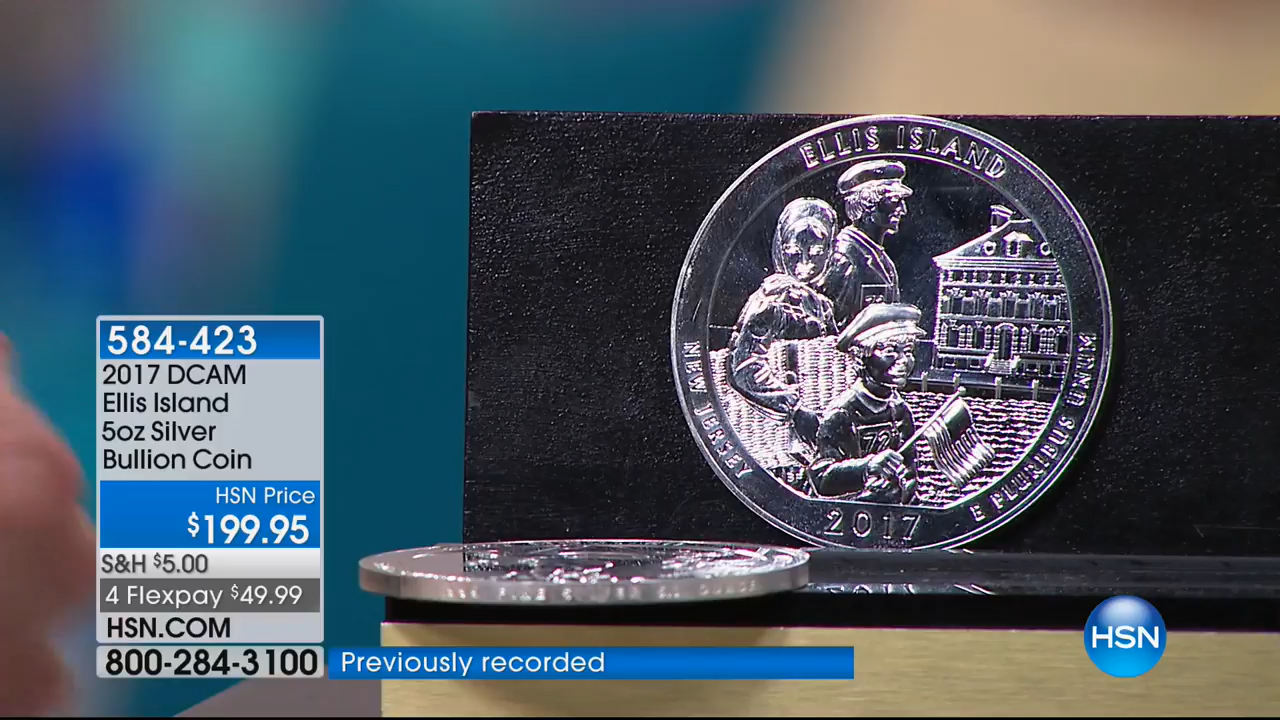 584-423
2017 DCAM
Ellis Island
5oz Silver
Bullion Coin
HSN Price
$199.95
S&H $5.00
4 Flexpay $49.99
HSN.COM
800-284-3100
Previously recorded
ELLIS ISLAND
NEW JERSEY
72
2017
E PLURIBUS UNUM
HSN